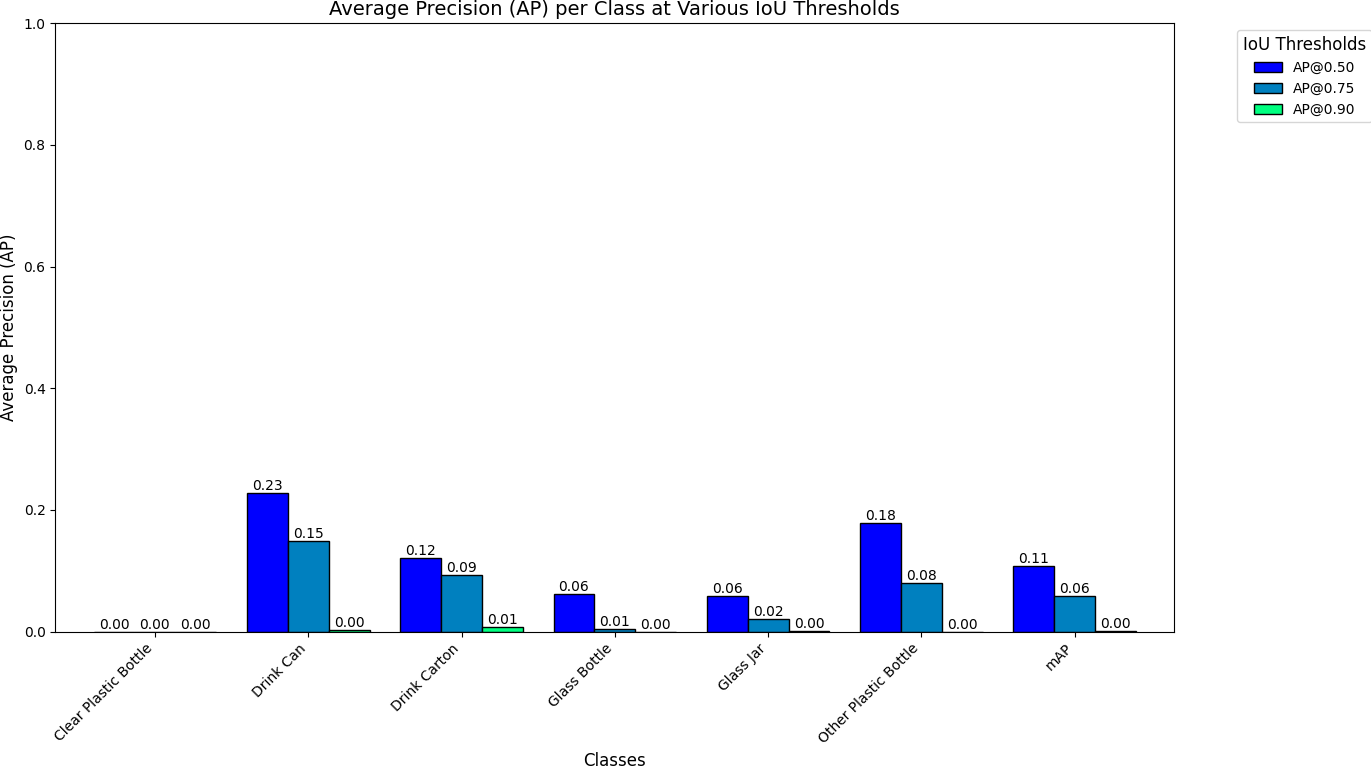 Average Precision (AP) per Class at Various IoU Thresholds
IoU Thresholds
AP@0.50
AP@0.75
AP@0.90
Average Precision (AP)
1.0
0.8
0.6
0.4
0.2
0.0
0.00 0.00 0.00
0.23 0.15 0.00
0.12 0.09 0.01
0.06 0.01 0.00
0.06 0.02 0.00
0.18 0.08 0.00
0.11 0.06 0.00
Clear Plastic Bottle
Drink Can
Drink Carton
Glass Bottle
Glass Jar
Other Plastic Bottle
mAP
Classes